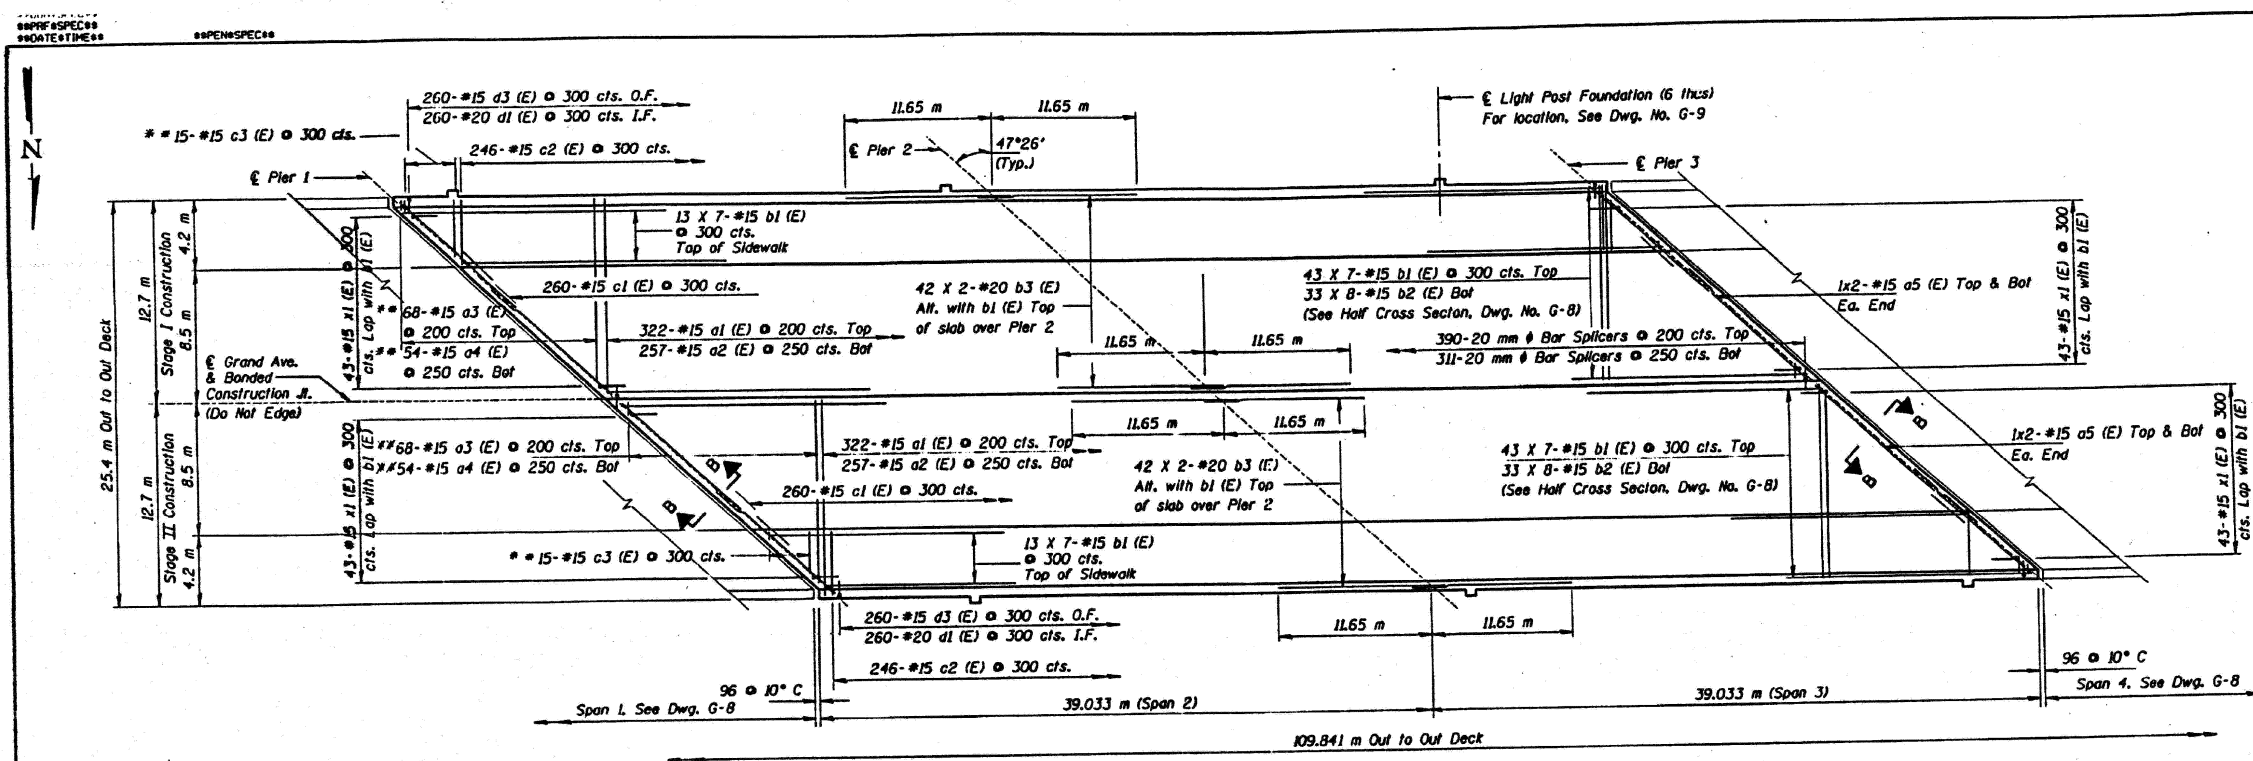 **PRF*SPEC**
**DATE*TIME**
**PEN*SPEC**
N
260-#15 d3 (E) @ 300 cts. O.F.
260-#20 d1 (E) @ 300 cts. I.F.
* * 15-#15 c3 (E) @ 300 cts.
246-#15 c2 (E) @ 300 cts.
℄ Pier 1
11.65 m
11.65 m
℄ Pier 2
47°26'
(Typ.)
℄ Light Post Foundation (6 thus)
For location, See Dwg. No. G-9
℄ Pier 3
25.4 m Out to Out Deck
12.7 m
Stage I Construction
4.2 m
8.5 m
12.7 m
Stage II Construction
8.5 m
4.2 m
43-#15 x1 (E) @ 300
cts. Lap with b1 (E)
13 X 7-#15 b1 (E)
@ 300 cts.
Top of Sidewalk
260-#15 c1 (E) @ 300 cts.
* * 68-#15 a3 (E)
@ 200 cts. Top
* * 54-#15 a4 (E)
@ 250 cts. Bot
322-#15 a1 (E) @ 200 cts. Top
257-#15 a2 (E) @ 250 cts. Bot
42 X 2-#20 b3 (E)
Alt. with b1 (E) Top
of slab over Pier 2
43 X 7-#15 b1 (E) @ 300 cts. Top
33 X 8-#15 b2 (E) Bot
(See Half Cross Secton, Dwg. No. G-8)
390-20 mm ϕ Bar Splicers @ 200 cts. Top
311-20 mm ϕ Bar Splicers @ 250 cts. Bot
1x2-#15 a5 (E) Top & Bot
Ea. End
43-#15 x1 (E) @ 300
cts. Lap with b1 (E)
11.65 m
11.65 m
℄ Grand Ave.
& Bonded
Construction Jt.
(Do Not Edge)
11.65 m
11.65 m
43-#15 x1 (E) @ 300
cts. Lap with b1 (E)
**68-#15 a3 (E) @ 200 cts. Top
**54-#15 a4 (E) @ 250 cts. Bot
322-#15 a1 (E) @ 200 cts. Top
257-#15 a2 (E) @ 250 cts. Bot
B
B
260-#15 c1 (E) @ 300 cts.
42 X 2-#20 b3 (E)
Alt. with b1 (E) Top
of slab over Pier 2
43 X 7-#15 b1 (E) @ 300 cts. Top
33 X 8-#15 b2 (E) Bot
(See Half Cross Secton, Dwg. No. G-8)
B
B
1x2-#15 a5 (E) Top & Bot
Ea. End
43-#15 x1 (E) @ 300
cts. Lap with b1 (E)
* * 15-#15 c3 (E) @ 300 cts.
13 X 7-#15 b1 (E)
@ 300 cts.
Top of Sidewalk
260-#15 d3 (E) @ 300 cts. O.F.
260-#20 d1 (E) @ 300 cts. I.F.
11.65 m
11.65 m
246-#15 c2 (E) @ 300 cts.
96 @ 10° C
Span 1, See Dwg. G-8
39.033 m (Span 2)
39.033 m (Span 3)
96 @ 10° C
Span 4, See Dwg. G-8
109.841 m Out to Out Deck